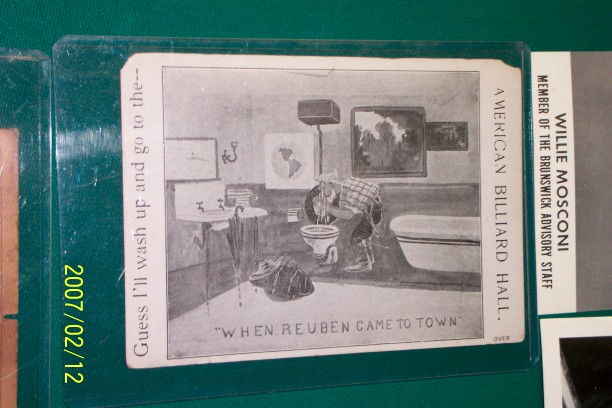 Guess I'll wash up and go to the--
AMERICAN BILLIARD HALL.
"WHEN REUBEN CAME TO TOWN"
OVER
WILLIE MOSCONI
MEMBER OF THE BRUNSWICK ADVISORY STAFF
2007/02/12